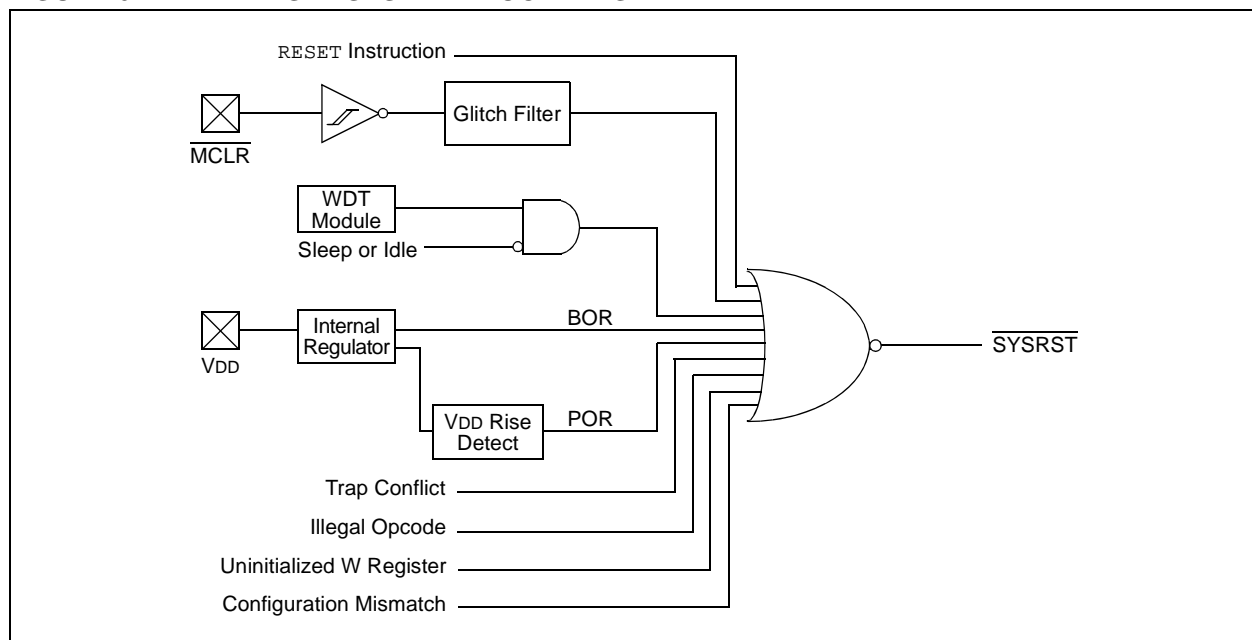 RESET Instruction
Glitch Filter
MCLR
WDT
Module
Sleep or Idle
BOR
Internal
Regulator
VDD
SYSRST
VDD Rise
Detect
POR
Trap Conflict
Illegal Opcode
Uninitialized W Register
Configuration Mismatch